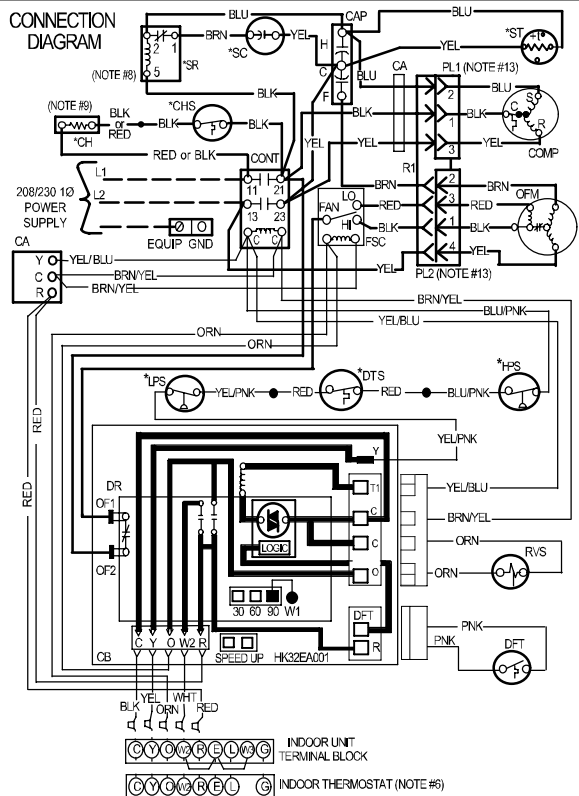 CONNECTION
DIAGRAM
BLU
CAP
BLU
2 1
BRN
*SC
YEL
H
C
F
YEL
*ST
5
*SR
(NOTE #8)
BLU
CA
PL1 (NOTE #13)
BLK
(NOTE #9)
BLK
or
RED
*CHS
BLK
BLK
*CH
RED or BLK
CONT
BLK
YEL
YEL
2
1
3
BLU
BLK
YEL
S
C
R
COMP
R1
L1
L2
208/230 1Ø
POWER
SUPPLY
11 21
13 23
C C
EQUIP GND
LO
FAN
HI
FSC
BRN
RED
BLK
YEL
2
3
1
4
BRN
RED
BLK
YEL
OFM
PL2 (NOTE #13)
CA
Y
C
R
YEL/BLU
BRN/YEL
BRN/YEL
BRN/YEL
BLU/PNK
YEL/BLU
ORN
ORN
*LPS
YEL/PNK
RED
*DTS
RED
BLU/PNK
*HPS
RED
RED
YEL/PNK
Y
DR
OF1
OF2
T1
C
C
O
LOGIC
YEL/BLU
BRN/YEL
ORN
ORN
RVS
30 60 90 W1
DFT
R
PNK
PNK
DFT
C Y O W2 R
SPEED UP
CB
HK32EA001
BLK
YEL
ORN
WHT
RED
C Y O W2 R E L W3 G
INDOOR UNIT
TERMINAL BLOCK
C Y O W2 R E L G
INDOOR THERMOSTAT (NOTE #6)